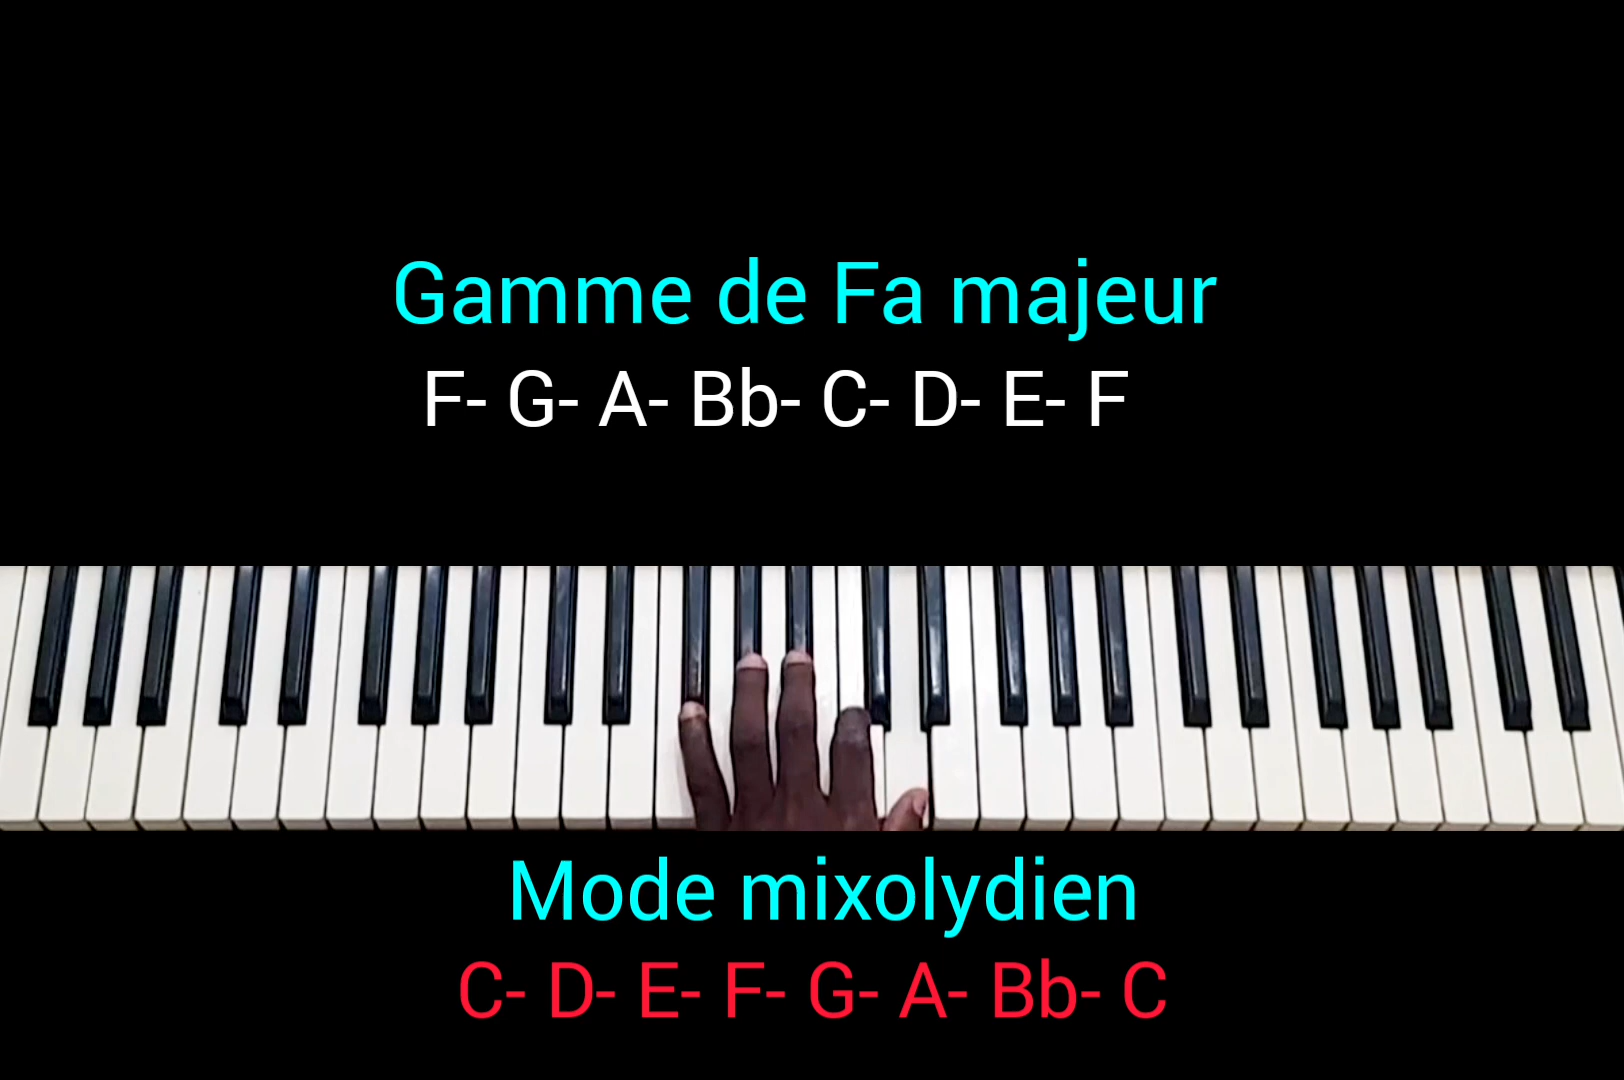 Gamme de Fa majeur
F- G- A- Bb- C- D- E- F
Mode mixolydien
C- D- E- F- G- A- Bb- C